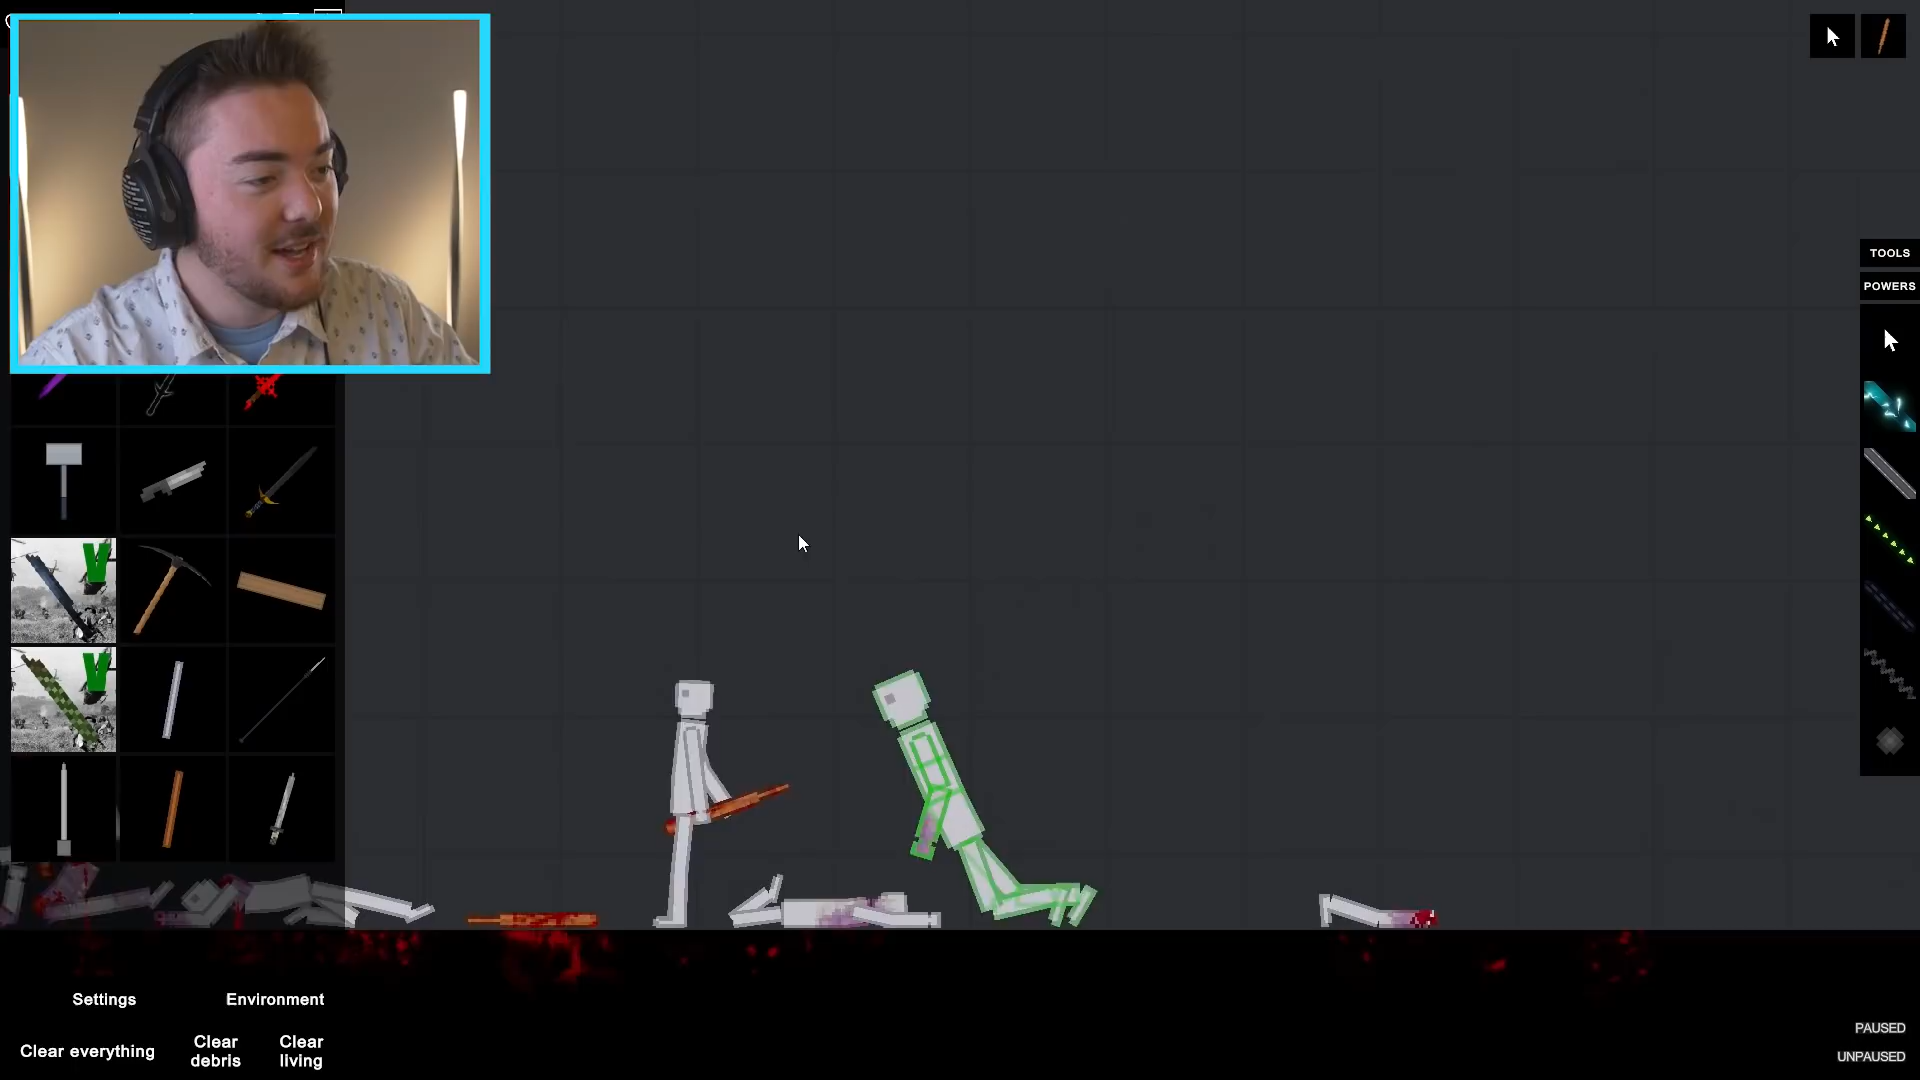 TOOLS
POWERS
V
V
Settings
Environment
Clear everything
Clear
debris
Clear
living
PAUSED
UNPAUSED